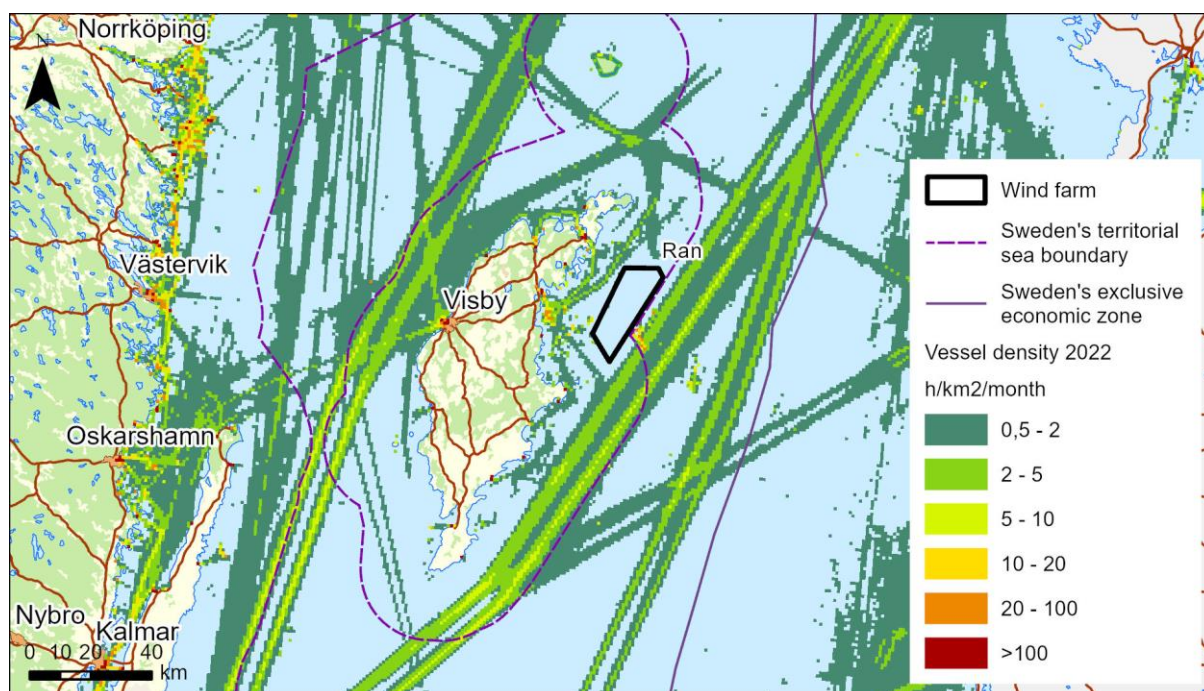 Norrköping
N
Västervik
Visby
Ran
Oskarshamn
Nybro
Kalmar
0 10 20 40
km
Wind farm
Sweden's territorial
sea boundary
Sweden's exclusive
economic zone
Vessel density 2022
h/km2/month
0,5 - 2
2 - 5
5 - 10
10 - 20
20 - 100
>100